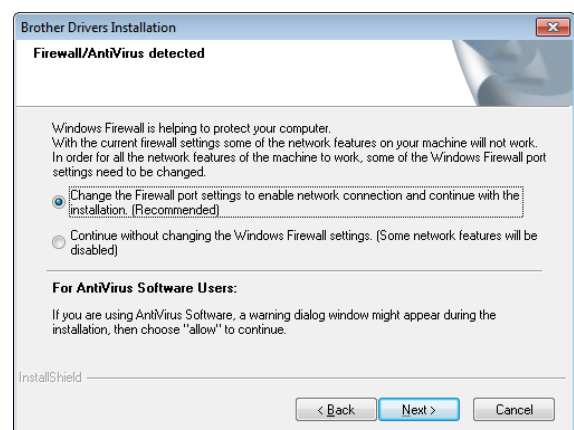 Brother Drivers Installation
Firewall/AntiVirus detected
Windows Firewall is helping to protect your computer.
With the current firewall settings some of the network features on your machine will not work.
In order for all the network features of the machine to work, some of the Windows Firewall port
settings need to be changed.
Change the Firewall port settings to enable network connection and continue with the
installation. (Recommended)
Continue without changing the Windows Firewall settings. (Some network features will be
disabled)
For AntiVirus Software Users:
If you are using AntiVirus Software, a warning dialog window might appear during the
installation, then choose "allow" to continue.
InstallShield
< Back Next > Cancel